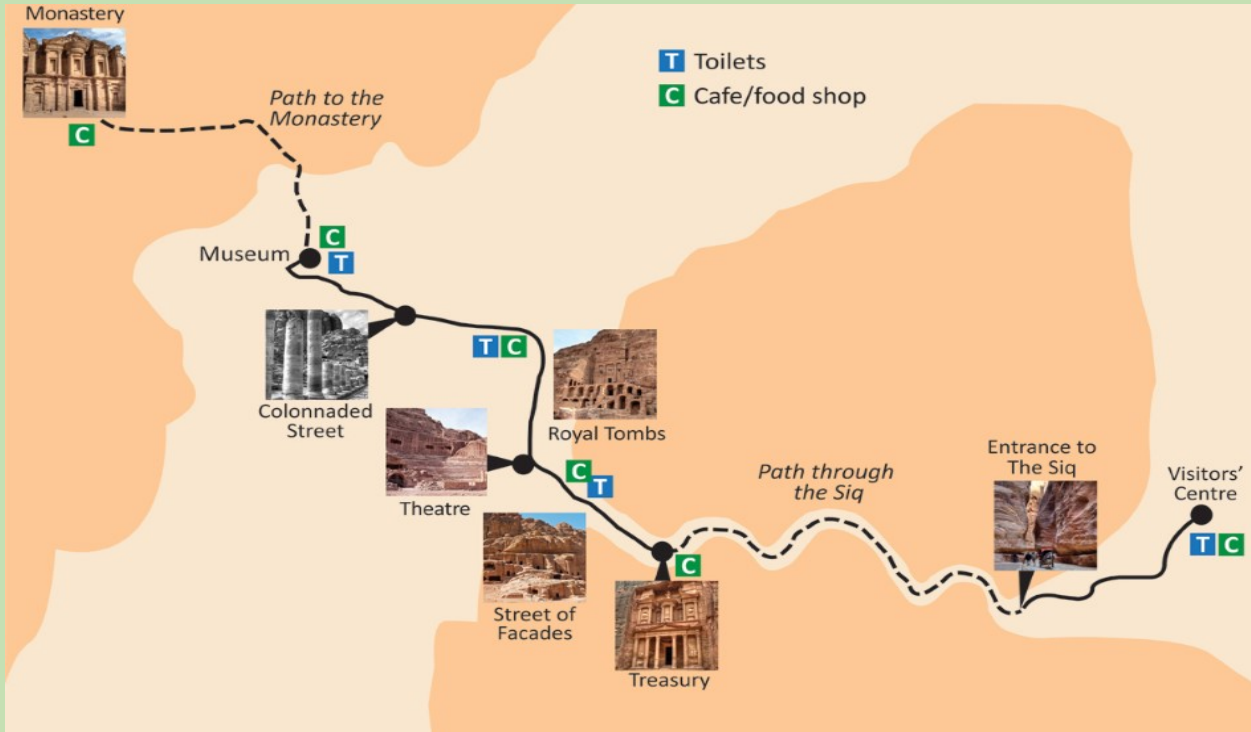 Monastery
C
Path to the
Monastery
T Toilets
C Cafe/food shop
Museum
C
T
T C
Colonnaded
Street
Royal Tombs
Theatre
C
T
Path through
the Siq
Entrance to
The Siq
Visitors'
Centre
T C
Street of
Facades
C
Treasury